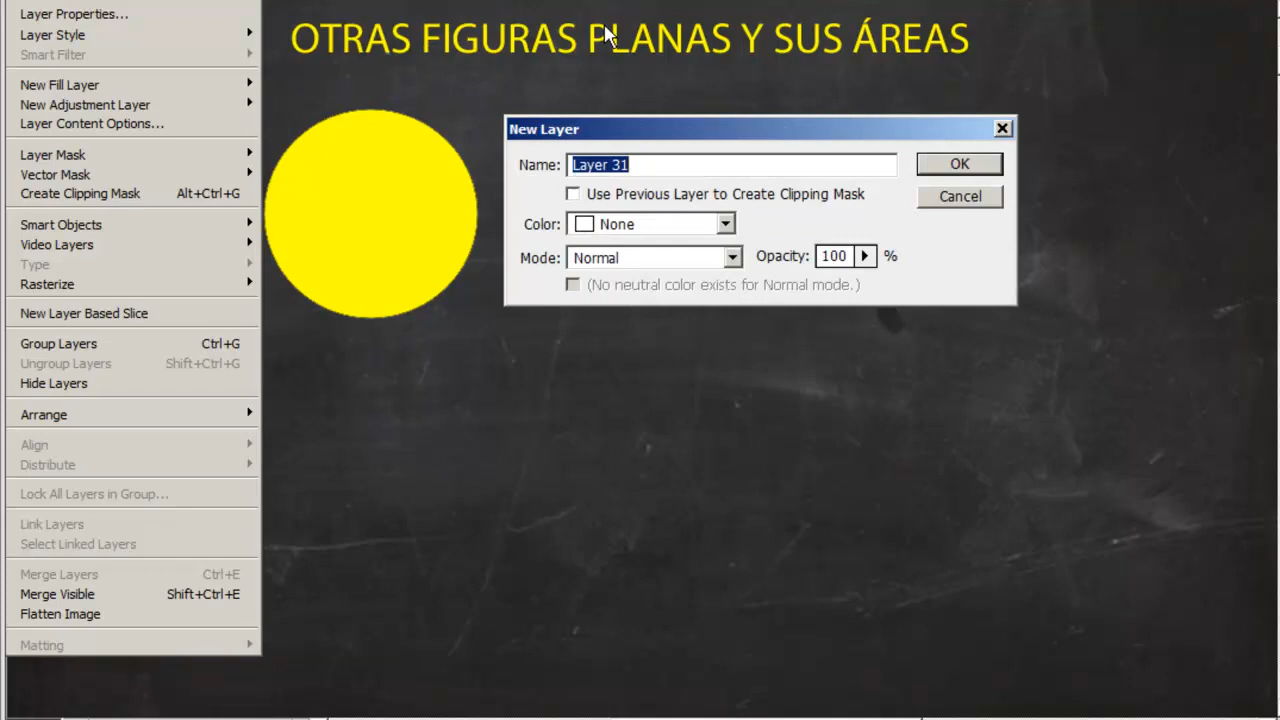 Layer Properties...
Layer Style
Smart Filter
New Fill Layer
New Adjustment Layer
Layer Content Options...
Layer Mask
Vector Mask
Create Clipping Mask Alt+Ctrl+G
Smart Objects
Video Layers
Type
Rasterize
New Layer Based Slice
Group Layers Ctrl+G
Ungroup Layers Shift+Ctrl+G
Hide Layers
Arrange
Align
Distribute
Lock All Layers in Group...
Link Layers
Select Linked Layers
Merge Layers Ctrl+E
Merge Visible Shift+Ctrl+E
Flatten Image
Matting
OTRAS FIGURAS PLANAS Y SUS ÁREAS
New Layer
Name: Layer 31 OK
Use Previous Layer to Create Clipping Mask Cancel
Color: None
Mode: Normal Opacity: 100 %
(No neutral color exists for Normal mode.)